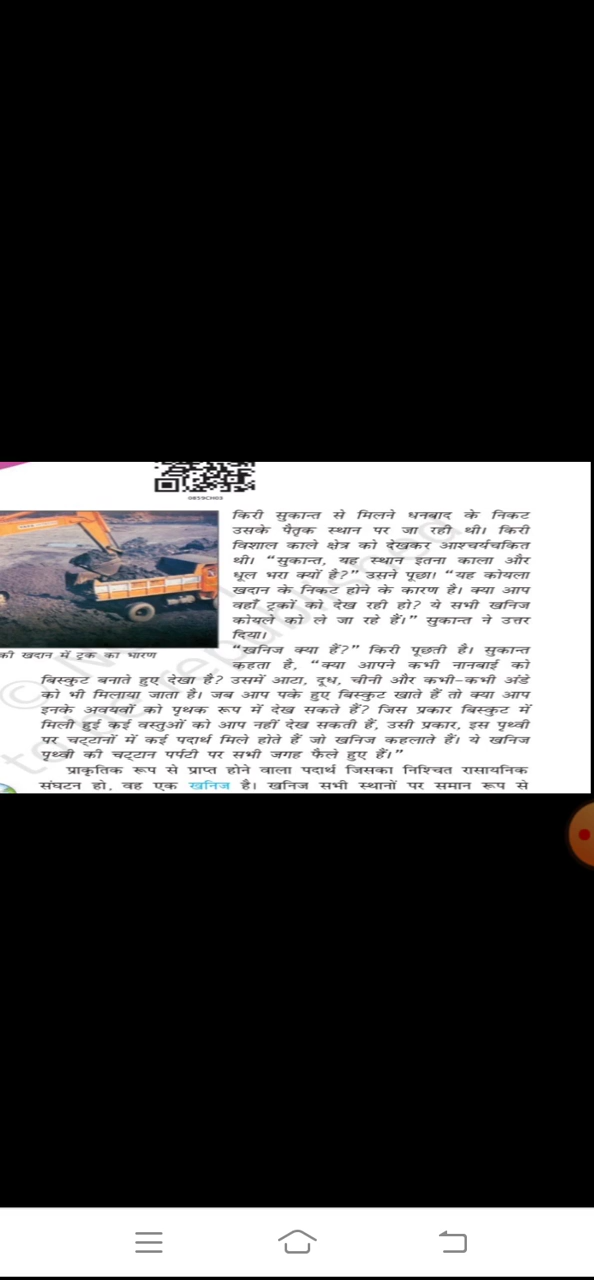 0859CH03
किरी सुकान्त से मिलने धनबाद के निकट
उसके पैतृक स्थान पर जा रही थी। किरी
विशाल काले क्षेत्र को देखकर आश्चर्यचकित
थी। “सुकान्त, यह स्थान इतना काला और
धूल भरा क्यों है?” उसने पूछा। “यह कोयला
खदान के निकट होने के कारण है। क्या आप
वहाँ ट्रकों को देख रही हो? ये सभी खनिज
कोयले को ले जा रहे हैं।” सुकान्त ने उत्तर
दिया।
की खदान में ट्रक का भारण
“खनिज क्या हैं?” किरी पूछती है। सुकान्त
कहता है, “क्या आपने कभी नानबाई को
बिस्कुट बनाते हुए देखा है? उसमें आटा, दूध, चीनी और कभी-कभी अंडे
को भी मिलाया जाता है। जब आप पके हुए बिस्कुट खाते हैं तो क्या आप
इनके अवयवों को पृथक रूप में देख सकते हैं? जिस प्रकार बिस्कुट में
मिली हुई कई वस्तुओं को आप नहीं देख सकती हैं, उसी प्रकार, इस पृथ्वी
पर चट्टानों में कई पदार्थ मिले होते हैं जो खनिज कहलाते हैं। ये खनिज
पृथ्वी की चट्टान पर्पटी पर सभी जगह फैले हुए हैं।”
प्राकृतिक रूप से प्राप्त होने वाला पदार्थ जिसका निश्चित रासायनिक
संघटन हो, वह एक खनिज है। खनिज सभी स्थानों पर समान रूप से